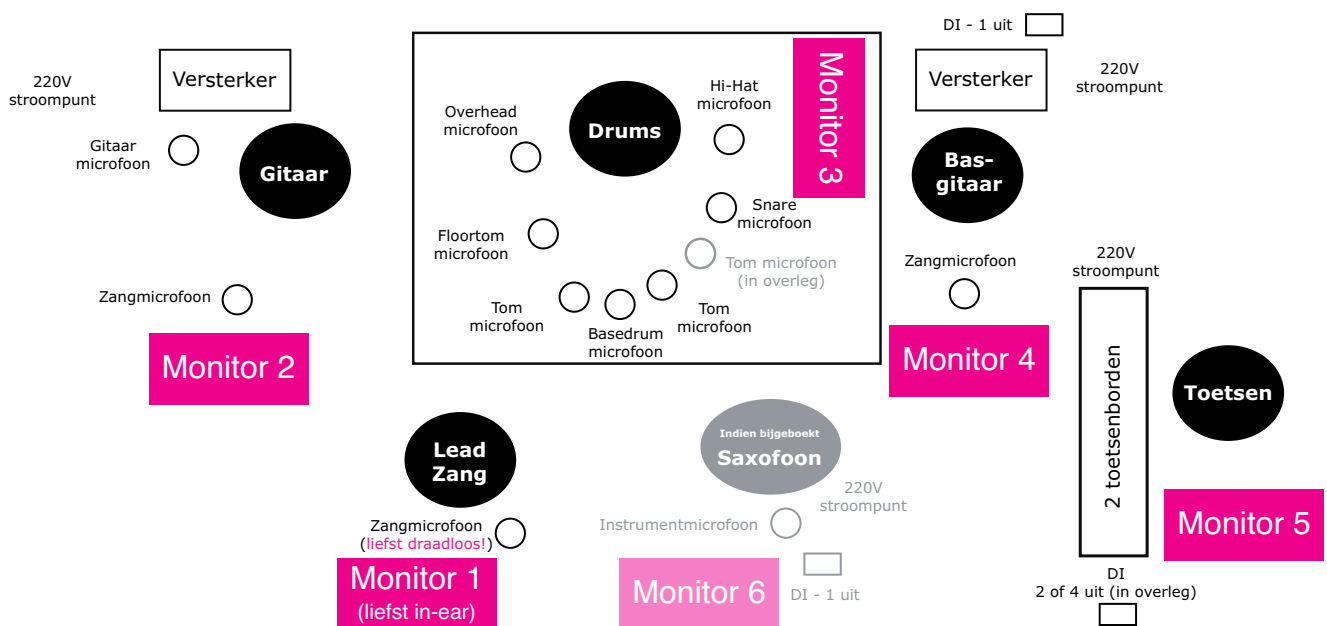 DI - 1 uit
220V
stroompunt
Versterker
Gitaar
microfoon
Gitaar
Overhead
microfoon
Drums
Hi-Hat
microfoon
Monitor 3
Versterker
220V
stroompunt
Bas-
gitaar
Floortom
microfoon
Snare
microfoon
Tom microfoon
(in overleg)
Tom
microfoon
Basedrum
microfoon
Tom
microfoon
Zangmicrofoon
Monitor 2
Zangmicrofoon
Monitor 4
220V
stroompunt
2 toetsenborden
Toetsen
Monitor 5
DI
2 of 4 uit (in overleg)
Lead
Zang
Zangmicrofoon
(liefst draadloos!)
Monitor 1
(liefst in-ear)
Indien bijgeboekt
Saxofoon
220V
stroompunt
Instrumentmicrofoon
Monitor 6
DI - 1 uit